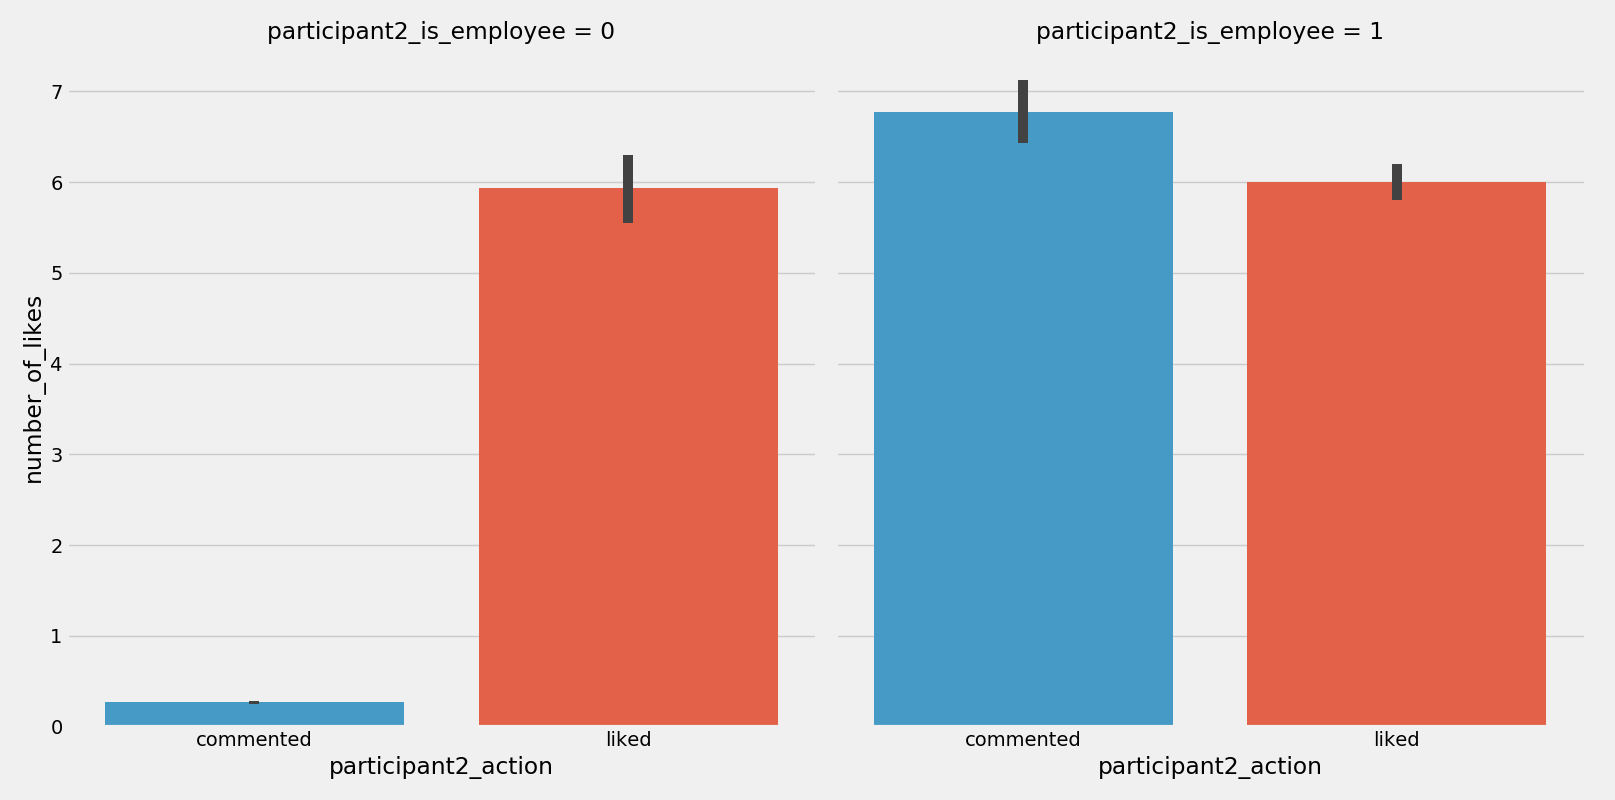 participant2_is_employee = 0
participant2_is_employee = 1
number_of_likes
7
6
5
4
3
2
1
0
commented
liked
commented
liked
participant2_action
participant2_action